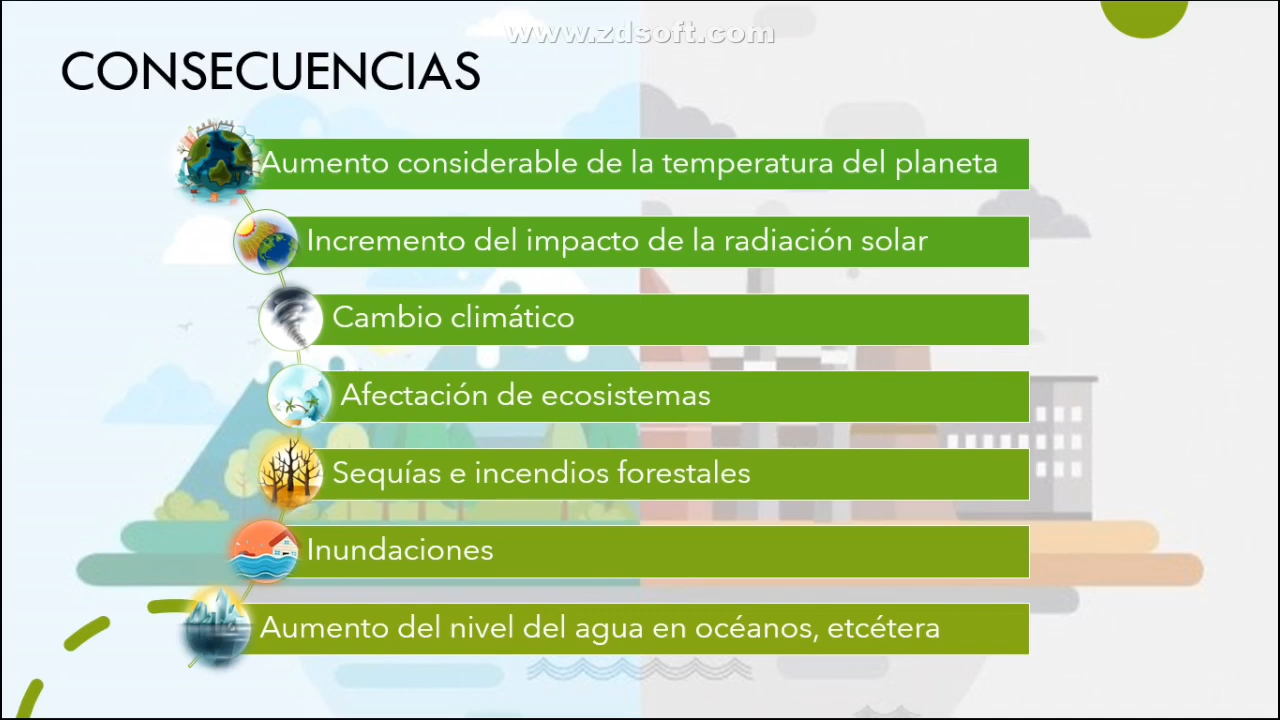 www.zdsoft.com
CONSECUENCIAS
Aumento considerable de la temperatura del planeta
Incremento del impacto de la radiación solar
Cambio climático
Afectación de ecosistemas
Sequías e incendios forestales
Inundaciones
Aumento del nivel del agua en océanos, etcétera